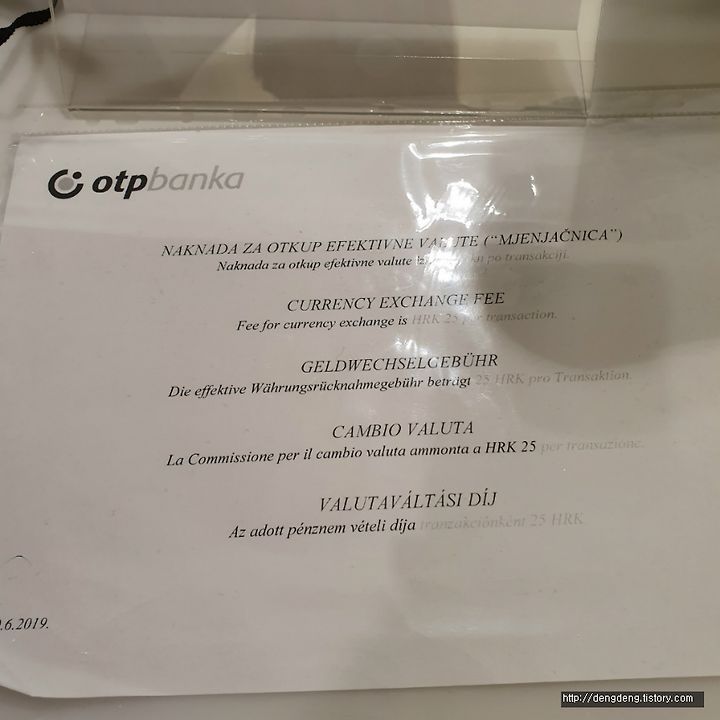 otpbanka
NAKNADA ZA OTKUP EFEKTIVNE VALUTE ("MJENJAČNICA")
Naknada za otkup efektivne valute po transakciji.
CURRENCY EXCHANGE FEE
Fee for currency exchange is HRK 25 per transaction.
GELDWECHSELGEBÜHR
Die effektive Währungsrücknahmegebühr beträgt 25 HRK pro Transaktion.
CAMBIO VALUTA
La Commissione per il cambio valuta ammonta a HRK 25 per transazione.
VALUTAVÁLTÁSI DÍJ
Az adott pénznem vételi díja tranzakciónként 25 HRK
.6.2019.
http://dengdeng.tistory.com